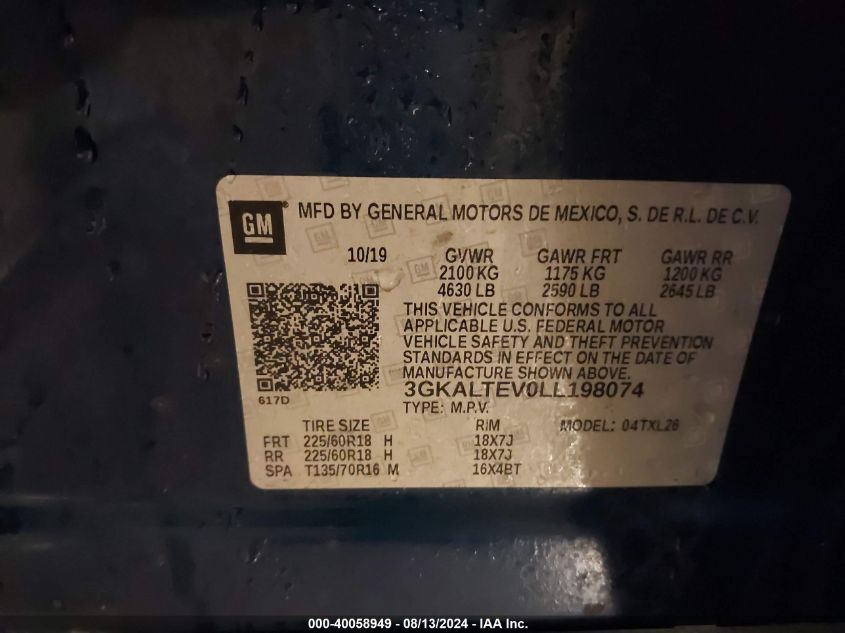 GM ® MFD BY GENERAL MOTORS DE MEXICO, S. DE R.L. DE C.V.
10/19 GVWR GAWR FRT GAWR RR
2100 KG 1175 KG 1200 KG
4630 LB 2590 LB 2645 LB
THIS VEHICLE CONFORMS TO ALL
APPLICABLE U.S. FEDERAL MOTOR
VEHICLE SAFETY AND THEFT PREVENTION
STANDARDS IN EFFECT ON THE DATE OF
MANUFACTURE SHOWN ABOVE.
3GKALTEV0LL198074
617D
TYPE: M.P.V.
TIRE SIZE RIM MODEL: 04TXL26
FRT 225/60R18 H 18X7J
RR 225/60R18 H 18X7J
SPA T135/70R16 M 16X4BT
000-40058949 - 08/13/2024 - IAA Inc.